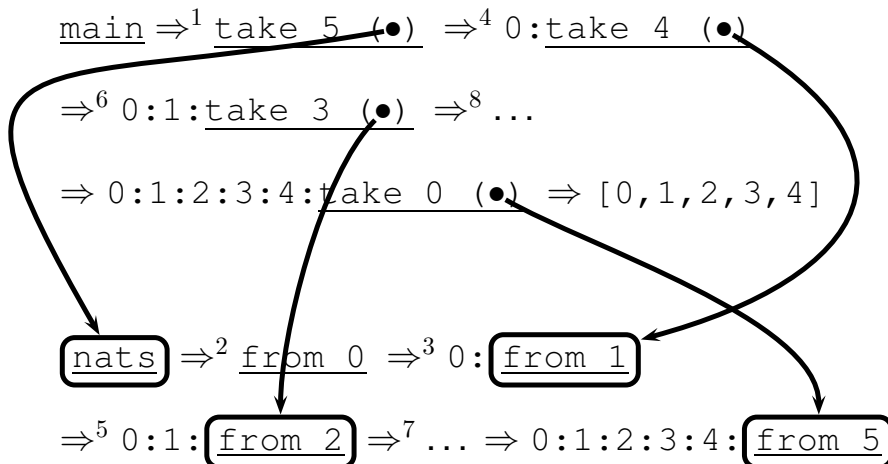 main ⇒¹ take 5 (●) ⇒⁴ 0:take 4 (●)
⇒⁶ 0:1:take 3 (●) ⇒⁸ ...
⇒ 0:1:2:3:4:take 0 (●) ⇒ [0,1,2,3,4]
nats ⇒² from 0 ⇒³ 0:from 1
⇒⁵ 0:1:from 2 ⇒⁷ ... ⇒ 0:1:2:3:4:from 5